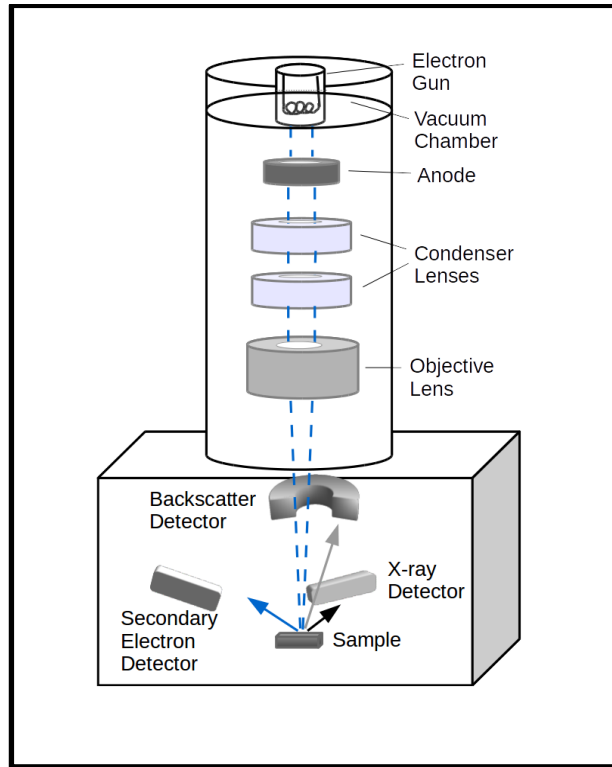 Electron
Gun
Vacuum
Chamber
Anode
Condenser
Lenses
Objective
Lens
Backscatter
Detector
X-ray
Detector
Secondary
Electron
Detector
Sample